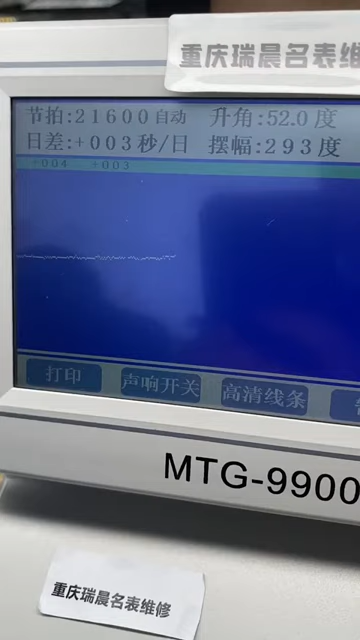 重庆瑞晨名表维
节拍:21600自动 升角:52.0度
日差:+003秒/日 摆幅:293度
+004 +003
打印 声响开关 高清线条
MTG-9900
重庆瑞晨名表维修